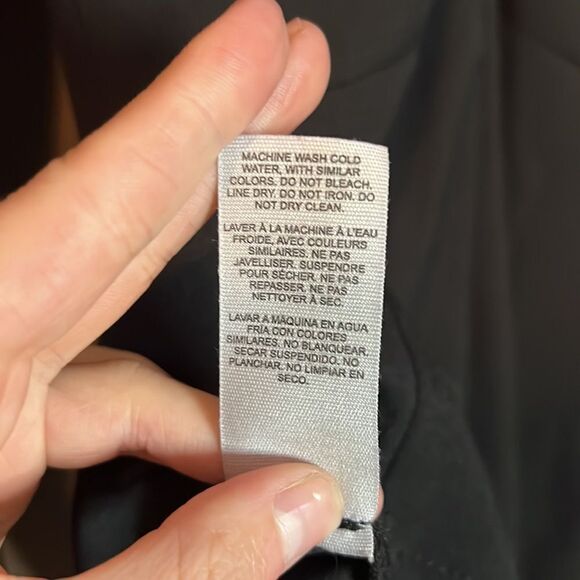 MACHINE WASH COLD
WATER, WITH SIMILAR
COLORS. DO NOT BLEACH.
LINE DRY. DO NOT IRON. DO
NOT DRY CLEAN.
LAVER À LA MACHINE À L'EAU
FROIDE, AVEC COULEURS
SIMILAIRES. NE PAS
JAVELLISER. SUSPENDRE
POUR SÉCHER. NE PAS
REPASSER. NE PAS
NETTOYER À SEC.
LAVAR A MÁQUINA EN AGUA
FRÍA CON COLORES
SIMILARES. NO BLANQUEAR.
SECAR SUSPENDIDO. NO
PLANCHAR. NO LIMPIAR EN
SECO.